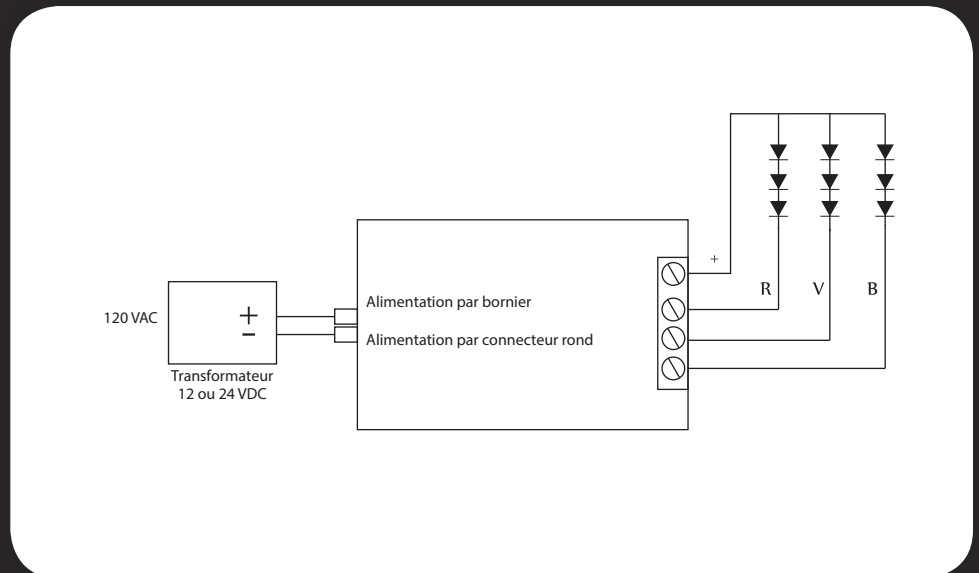 120 VAC
+
−
Transformateur
12 ou 24 VDC
Alimentation par bornier
Alimentation par connecteur rond
+
R
V
B